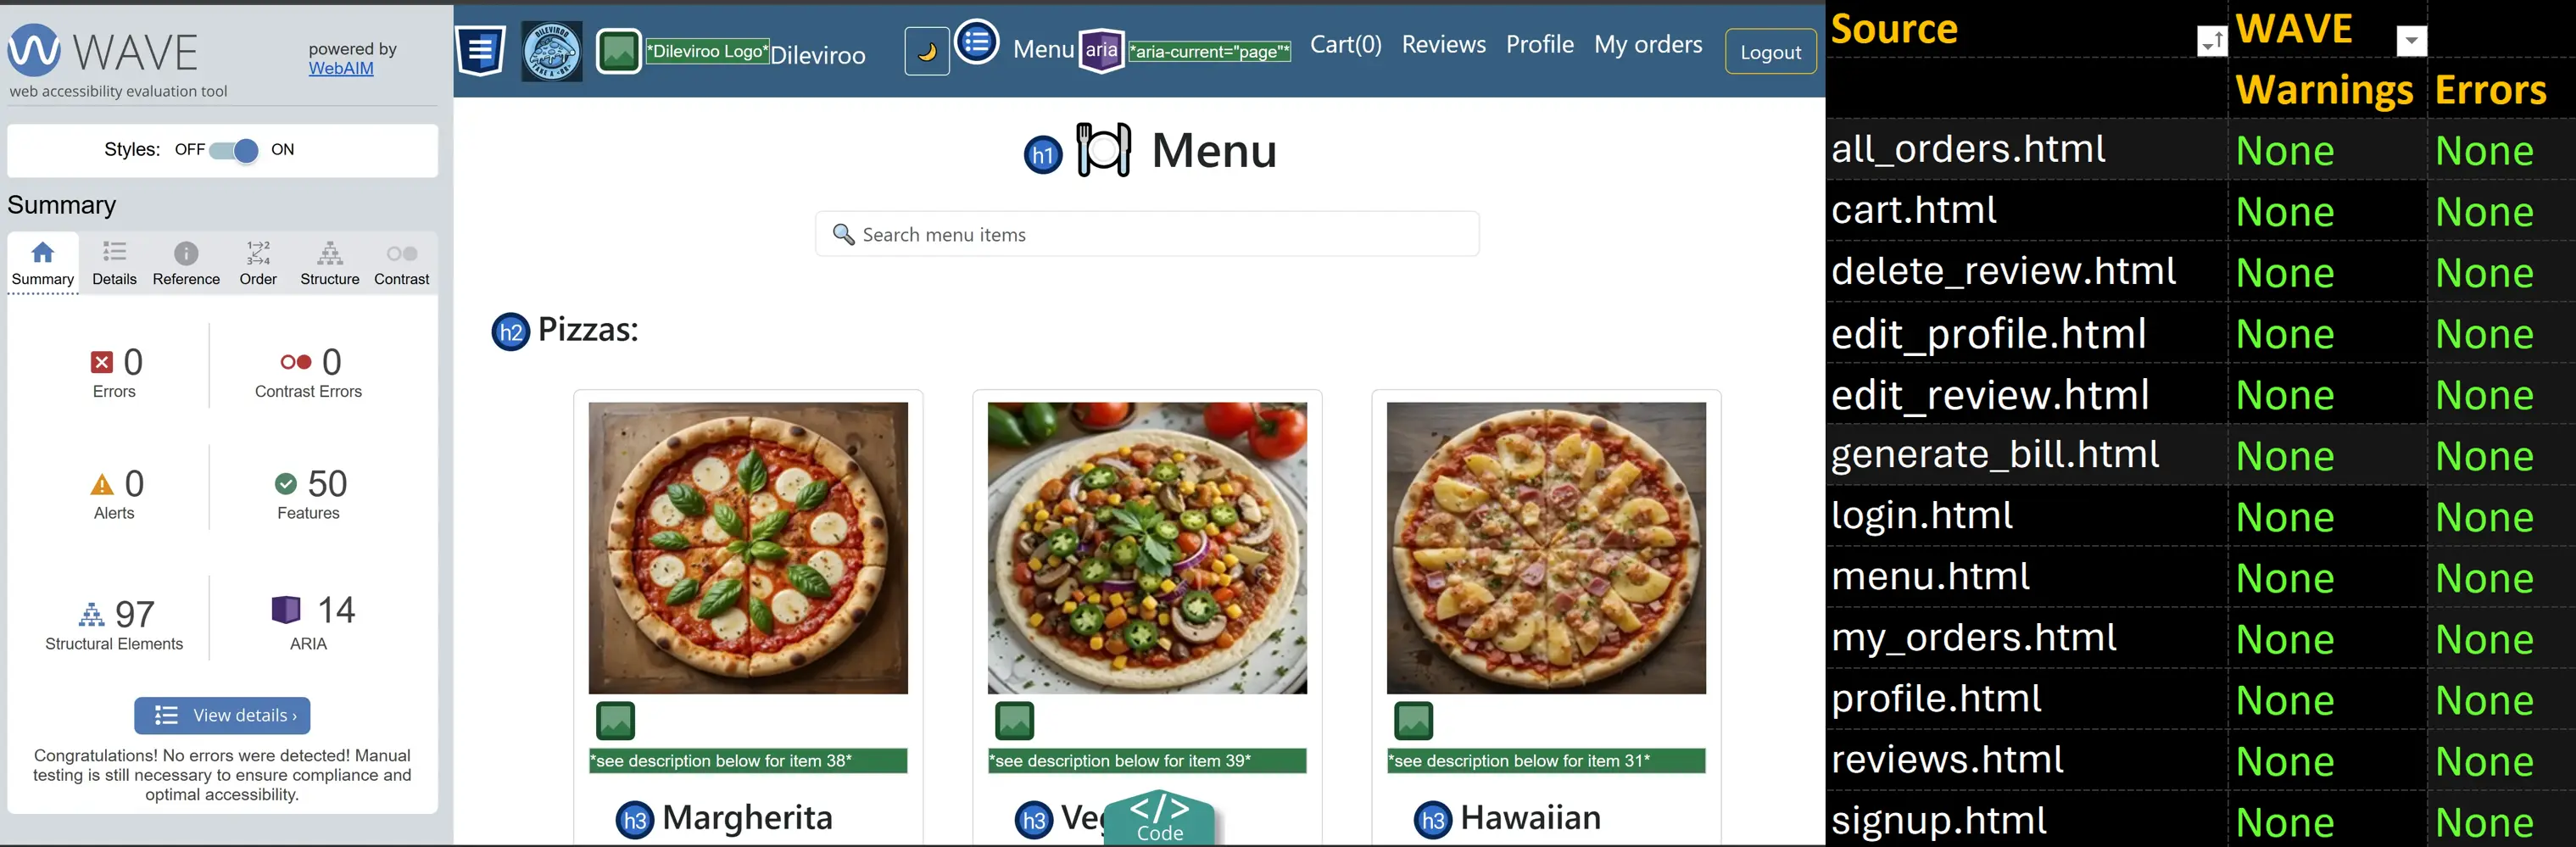 WAVE
web accessibility evaluation tool
powered by
WebAIM
Styles: OFF ON
Summary
Summary
Details
Reference
1→2
3→4
Order
Structure
Contrast
0
Errors
0
Contrast Errors
0
Alerts
50
Features
97
Structural Elements
14
ARIA
View details ›
Congratulations! No errors were detected! Manual
testing is still necessary to ensure compliance and
optimal accessibility.
DILEVIROO
*Dileviroo Logo*
Dileviroo
Menu
aria
*aria-current="page"*
Cart(0)
Reviews
Profile
My orders
Logout
h1 Menu
Search menu items
h2 Pizzas:
*see description below for item 38*
*see description below for item 39*
*see description below for item 31*
h3 Margherita
h3 Veg
h3 Hawaiian
</>
Code
Source WAVE
Warnings Errors
all_orders.html None None
cart.html None None
delete_review.html None None
edit_profile.html None None
edit_review.html None None
generate_bill.html None None
login.html None None
menu.html None None
my_orders.html None None
profile.html None None
reviews.html None None
signup.html None None